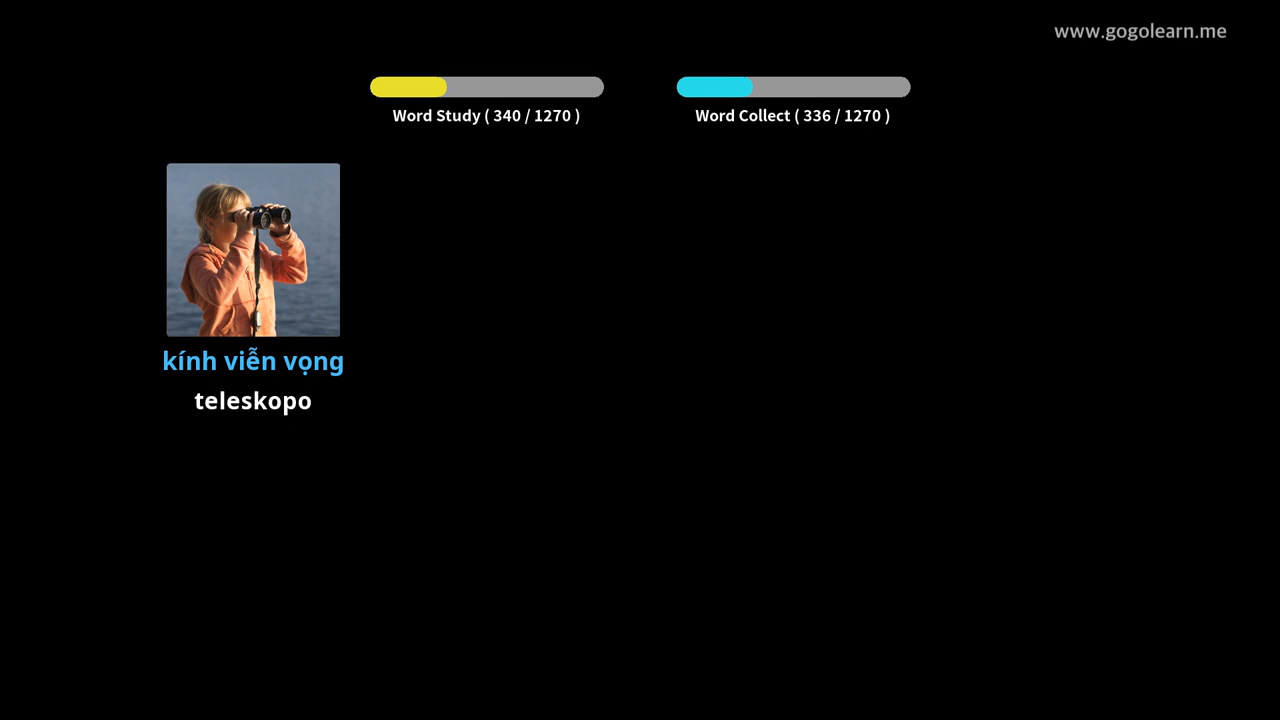 www.gogolearn.me
Word Study ( 340 / 1270 )
Word Collect ( 336 / 1270 )
kính viễn vọng
teleskopo